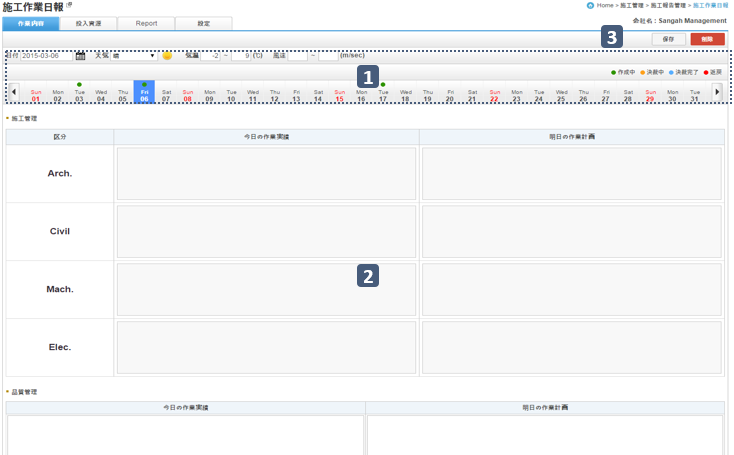 施工作業日報
Home > 施工管理 > 施工報告管理 > 施工作業日報
作業内容 投入資源 Report 設定
会社名 : Sangah Management
3
保存 削除
日付 2015-03-06 天気 晴 気温 -2 ~ 9 (℃) 風速 ~ (m/sec)
1
作成中 決裁中 決裁完了 返戻
Sun Mon Tue Wed Thu Fri Sat Sun Mon Tue Wed Thu Fri Sat Sun Mon Tue Wed Thu Fri Sat Sun Mon Tue Wed Thu Fri Sat Sun Mon Tue
01 02 03 04 05 06 07 08 09 10 11 12 13 14 15 16 17 18 19 20 21 22 23 24 25 26 27 28 29 30 31
施工管理
区分 今日の作業実績 明日の作業計画
Arch.
Civil
2
Mach.
Elec.
品質管理
今日の作業実績 明日の作業計画